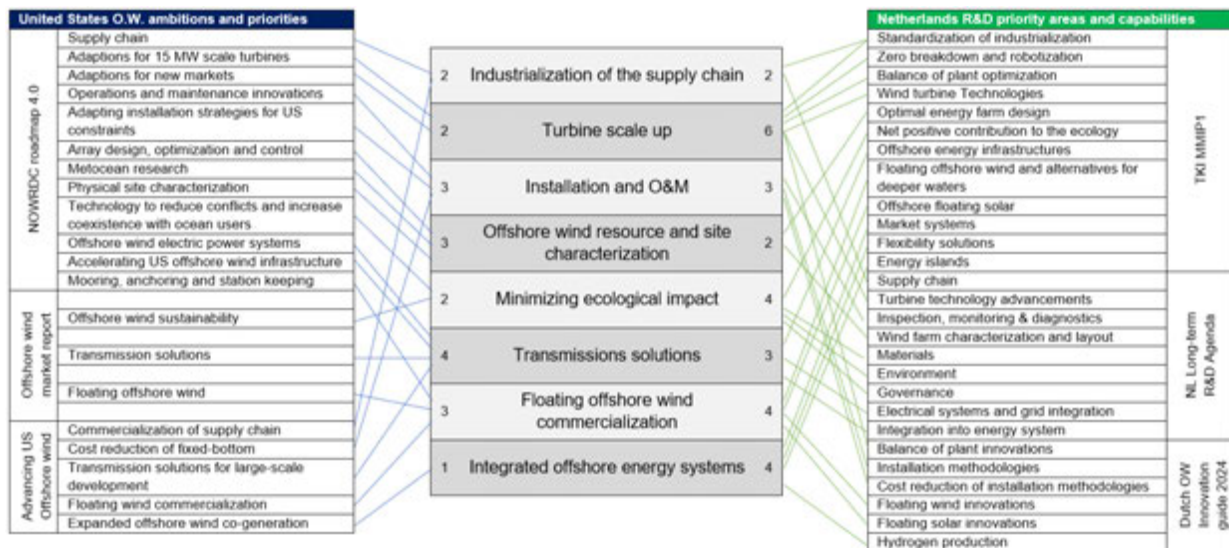 United States O.W. ambitions and priorities
NOWRDC roadmap 4.0
Supply chain
Adaptions for 15 MW scale turbines
Adaptions for new markets
Operations and maintenance innovations
Adapting installation strategies for US
constraints
Array design, optimization and control
Metocean research
Physical site characterization
Technology to reduce conflicts and increase
coexistence with ocean users
Offshore wind electric power systems
Accelerating US offshore wind infrastructure
Mooring, anchoring and station keeping
Offshore wind
market report
Offshore wind sustainability
Transmission solutions
Floating offshore wind
Advancing US
Offshore wind
Commercialization of supply chain
Cost reduction of fixed-bottom
Transmission solutions for large-scale
development
Floating wind commercialization
Expanded offshore wind co-generation
2 Industrialization of the supply chain 2
2 Turbine scale up 6
3 Installation and O&M 3
3 Offshore wind resource and site
characterization 2
2 Minimizing ecological impact 4
4 Transmissions solutions 3
3 Floating offshore wind
commercialization 4
1 Integrated offshore energy systems 4
Netherlands R&D priority areas and capabilities
Standardization of industrialization
Zero breakdown and robotization
Balance of plant optimization
Wind turbine Technologies
Optimal energy farm design
Net positive contribution to the ecology
Offshore energy infrastructures
Floating offshore wind and alternatives for
deeper waters
Offshore floating solar
Market systems
Flexibility solutions
Energy islands
TKI MMIP1
Supply chain
Turbine technology advancements
Inspection, monitoring & diagnostics
Wind farm characterization and layout
Materials
Environment
Governance
Electrical systems and grid integration
Integration into energy system
NL Long-term
R&D Agenda
Balance of plant innovations
Installation methodologies
Cost reduction of installation methodologies
Floating wind innovations
Floating solar innovations
Hydrogen production
Dutch OW
Innovation
guide 2024